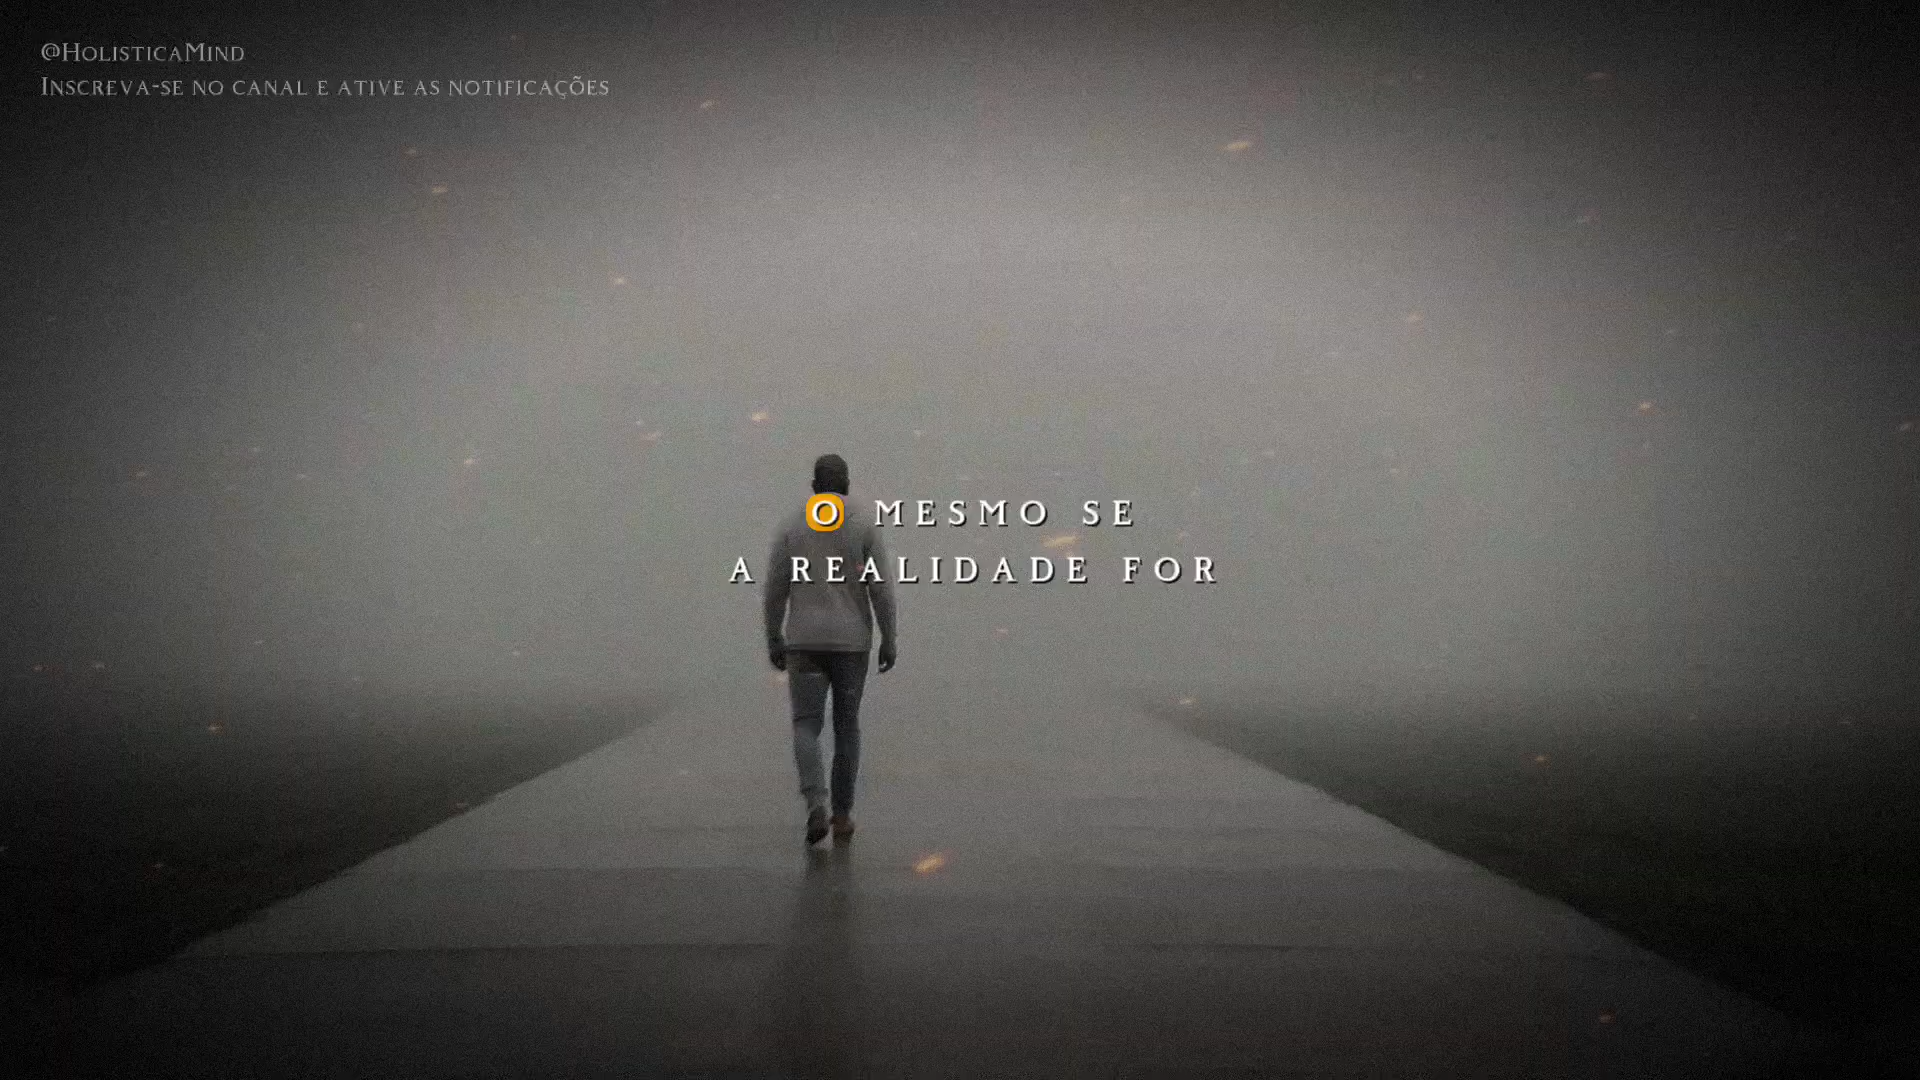 @HolisticaMind
Inscreva-se no canal e ative as notificações
O MESMO SE
A REALIDADE FOR